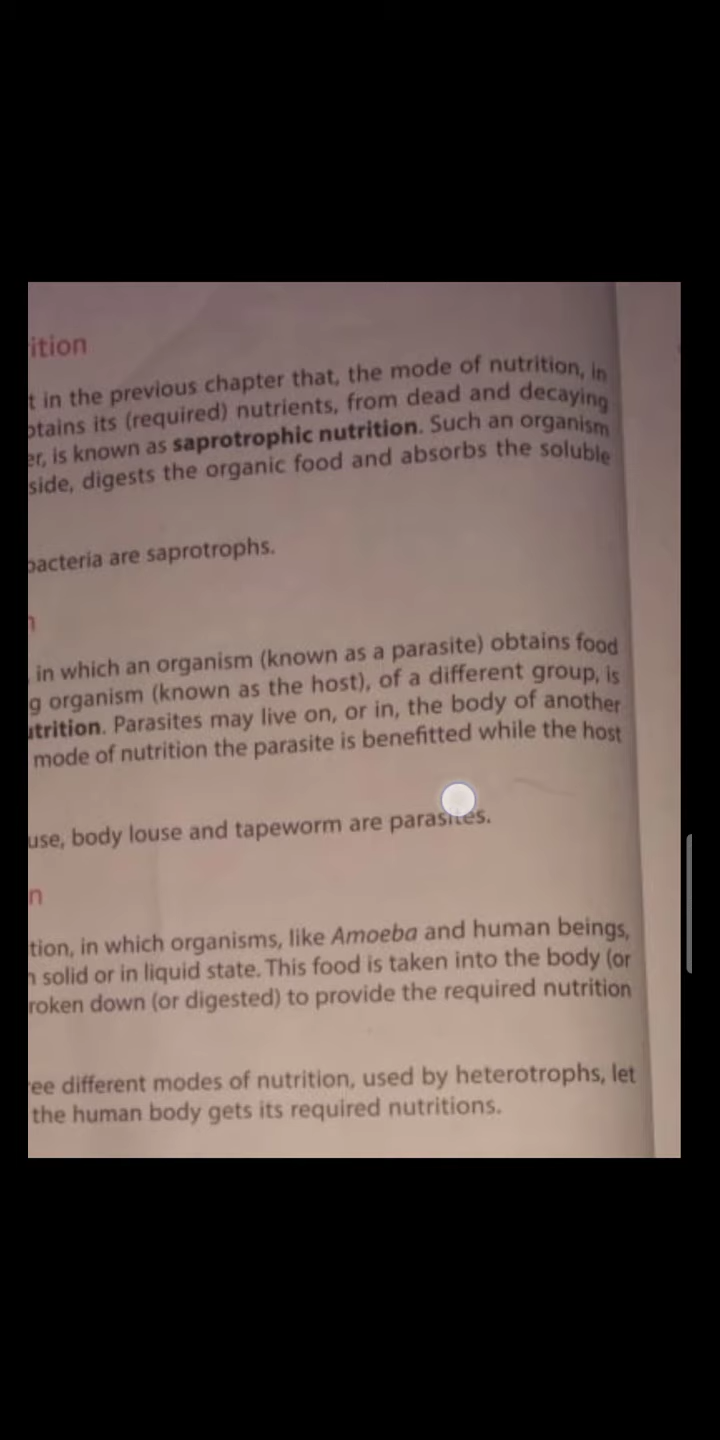 ition
t in the previous chapter that, the mode of nutrition, in
otains its (required) nutrients, from dead and decaying
er, is known as saprotrophic nutrition. Such an organism
side, digests the organic food and absorbs the soluble
bacteria are saprotrophs.
n
in which an organism (known as a parasite) obtains food
g organism (known as the host), of a different group, is
utrition. Parasites may live on, or in, the body of another
mode of nutrition the parasite is benefitted while the host
use, body louse and tapeworm are parasites.
n
tion, in which organisms, like Amoeba and human beings,
n solid or in liquid state. This food is taken into the body (or
roken down (or digested) to provide the required nutrition
ree different modes of nutrition, used by heterotrophs, let
the human body gets its required nutritions.